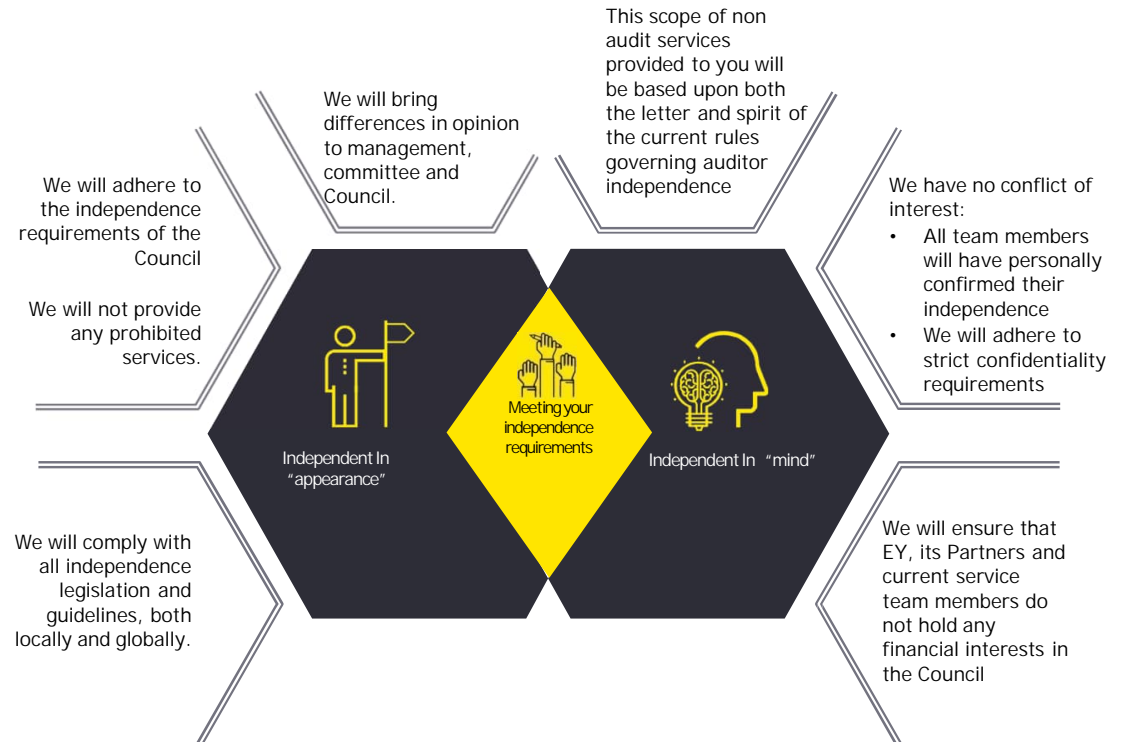 This scope of non
audit services
provided to you will
be based upon both
the letter and spirit of
the current rules
governing auditor
independence
We will bring
differences in opinion
to management,
committee and
Council.
We will adhere to
the independence
requirements of the
Council
We will not provide
any prohibited
services.
We have no conflict of
interest:
• All team members
will have personally
confirmed their
independence
• We will adhere to
strict confidentiality
requirements
Independent In
“appearance”
Meeting your
independence
requirements
Independent In “mind”
We will comply with
all independence
legislation and
guidelines, both
locally and globally.
We will ensure that
EY, its Partners and
current service
team members do
not hold any
financial interests in
the Council